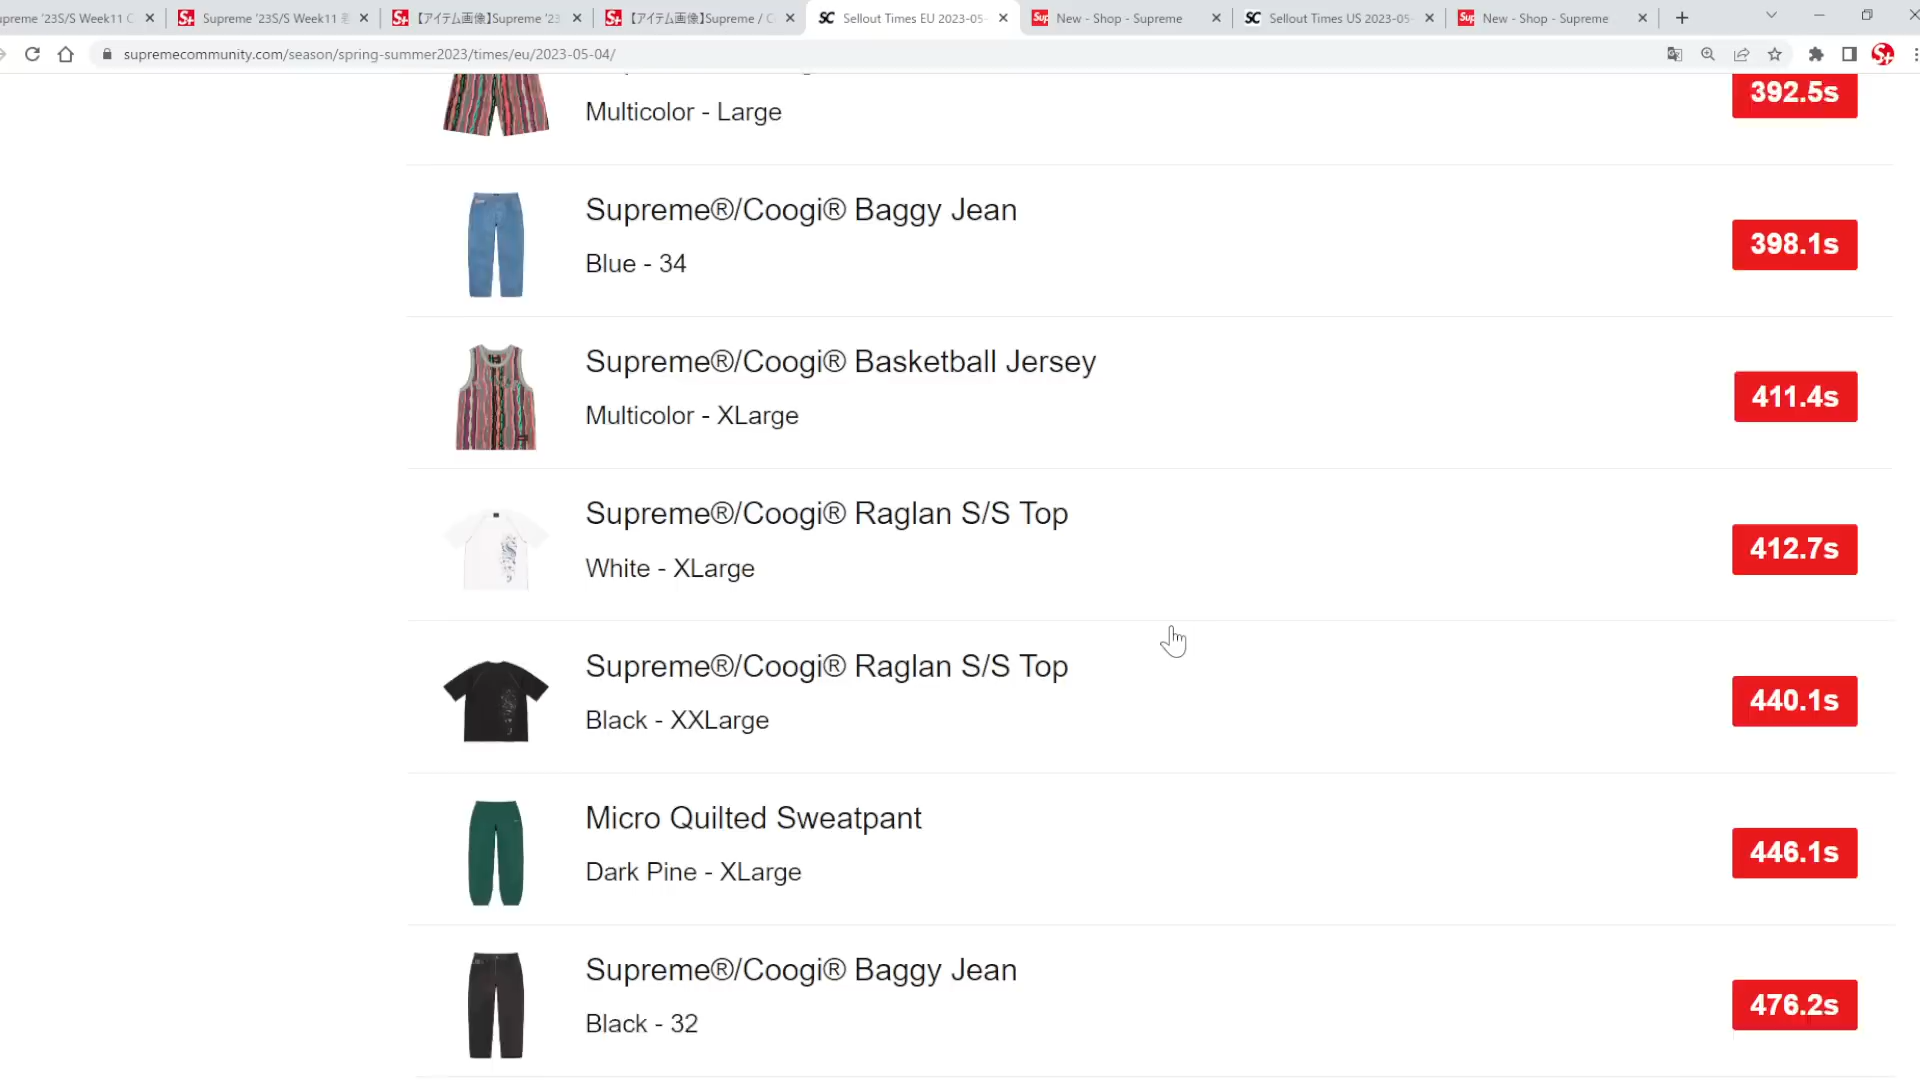 Supreme '23S/S Week11
【アイテム画像】Supreme '23
【アイテム画像】Supreme / C
SC Sellout Times EU 2023-05-
Sup New - Shop - Supreme
SC Sellout Times US 2023-05-
Sup New - Shop - Supreme
supremecommunity.com/season/spring-summer2023/times/eu/2023-05-04/
Multicolor - Large
392.5s
Supreme®/Coogi® Baggy Jean
Blue - 34
398.1s
Supreme®/Coogi® Basketball Jersey
Multicolor - XLarge
411.4s
Supreme®/Coogi® Raglan S/S Top
White - XLarge
412.7s
Supreme®/Coogi® Raglan S/S Top
Black - XXLarge
440.1s
Micro Quilted Sweatpant
Dark Pine - XLarge
446.1s
Supreme®/Coogi® Baggy Jean
Black - 32
476.2s